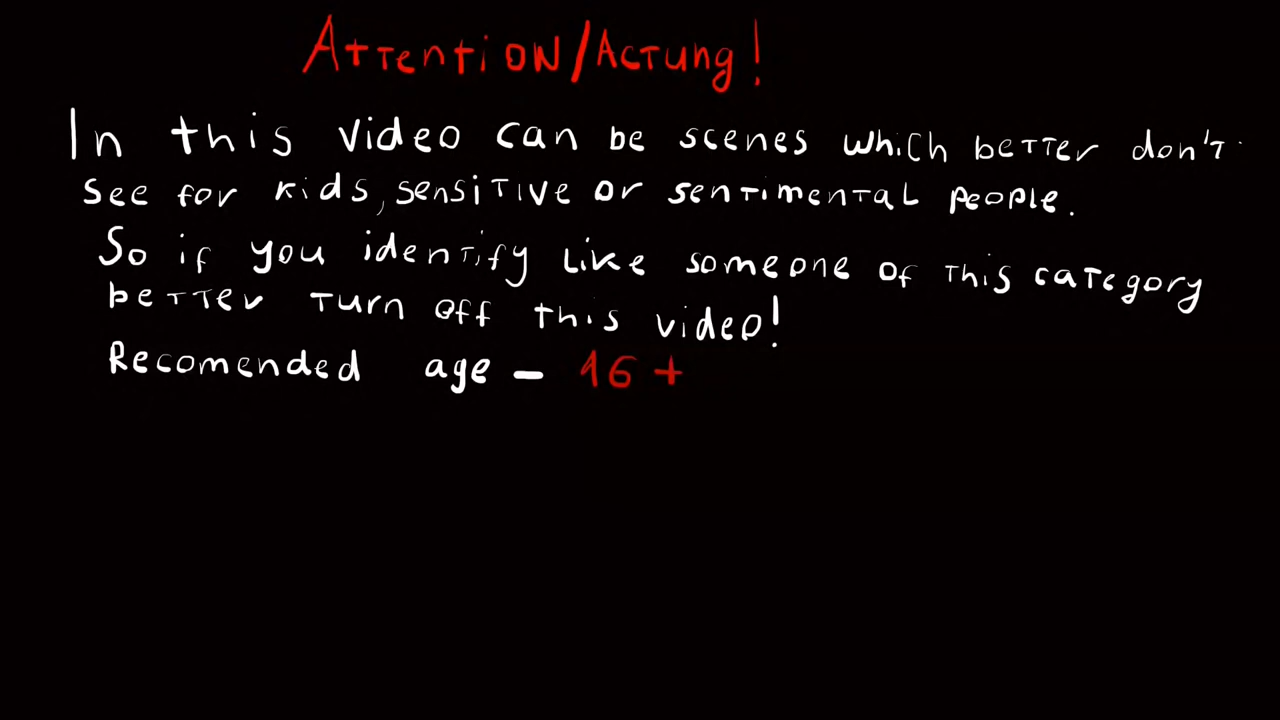 Attention/Actung!
In this video can be scenes which better don't
see for kids, sensitive or sentimental people.
So if you identify like someone of this category
better turn off this video!
Recomended age - 16 +